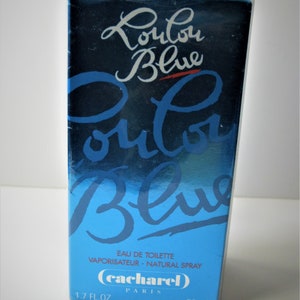 Loulou
Blue
Loulou
Blue
EAU DE TOILETTE
VAPORISATEUR - NATURAL SPRAY
(cacharel)
PARIS
1.7 FL OZ